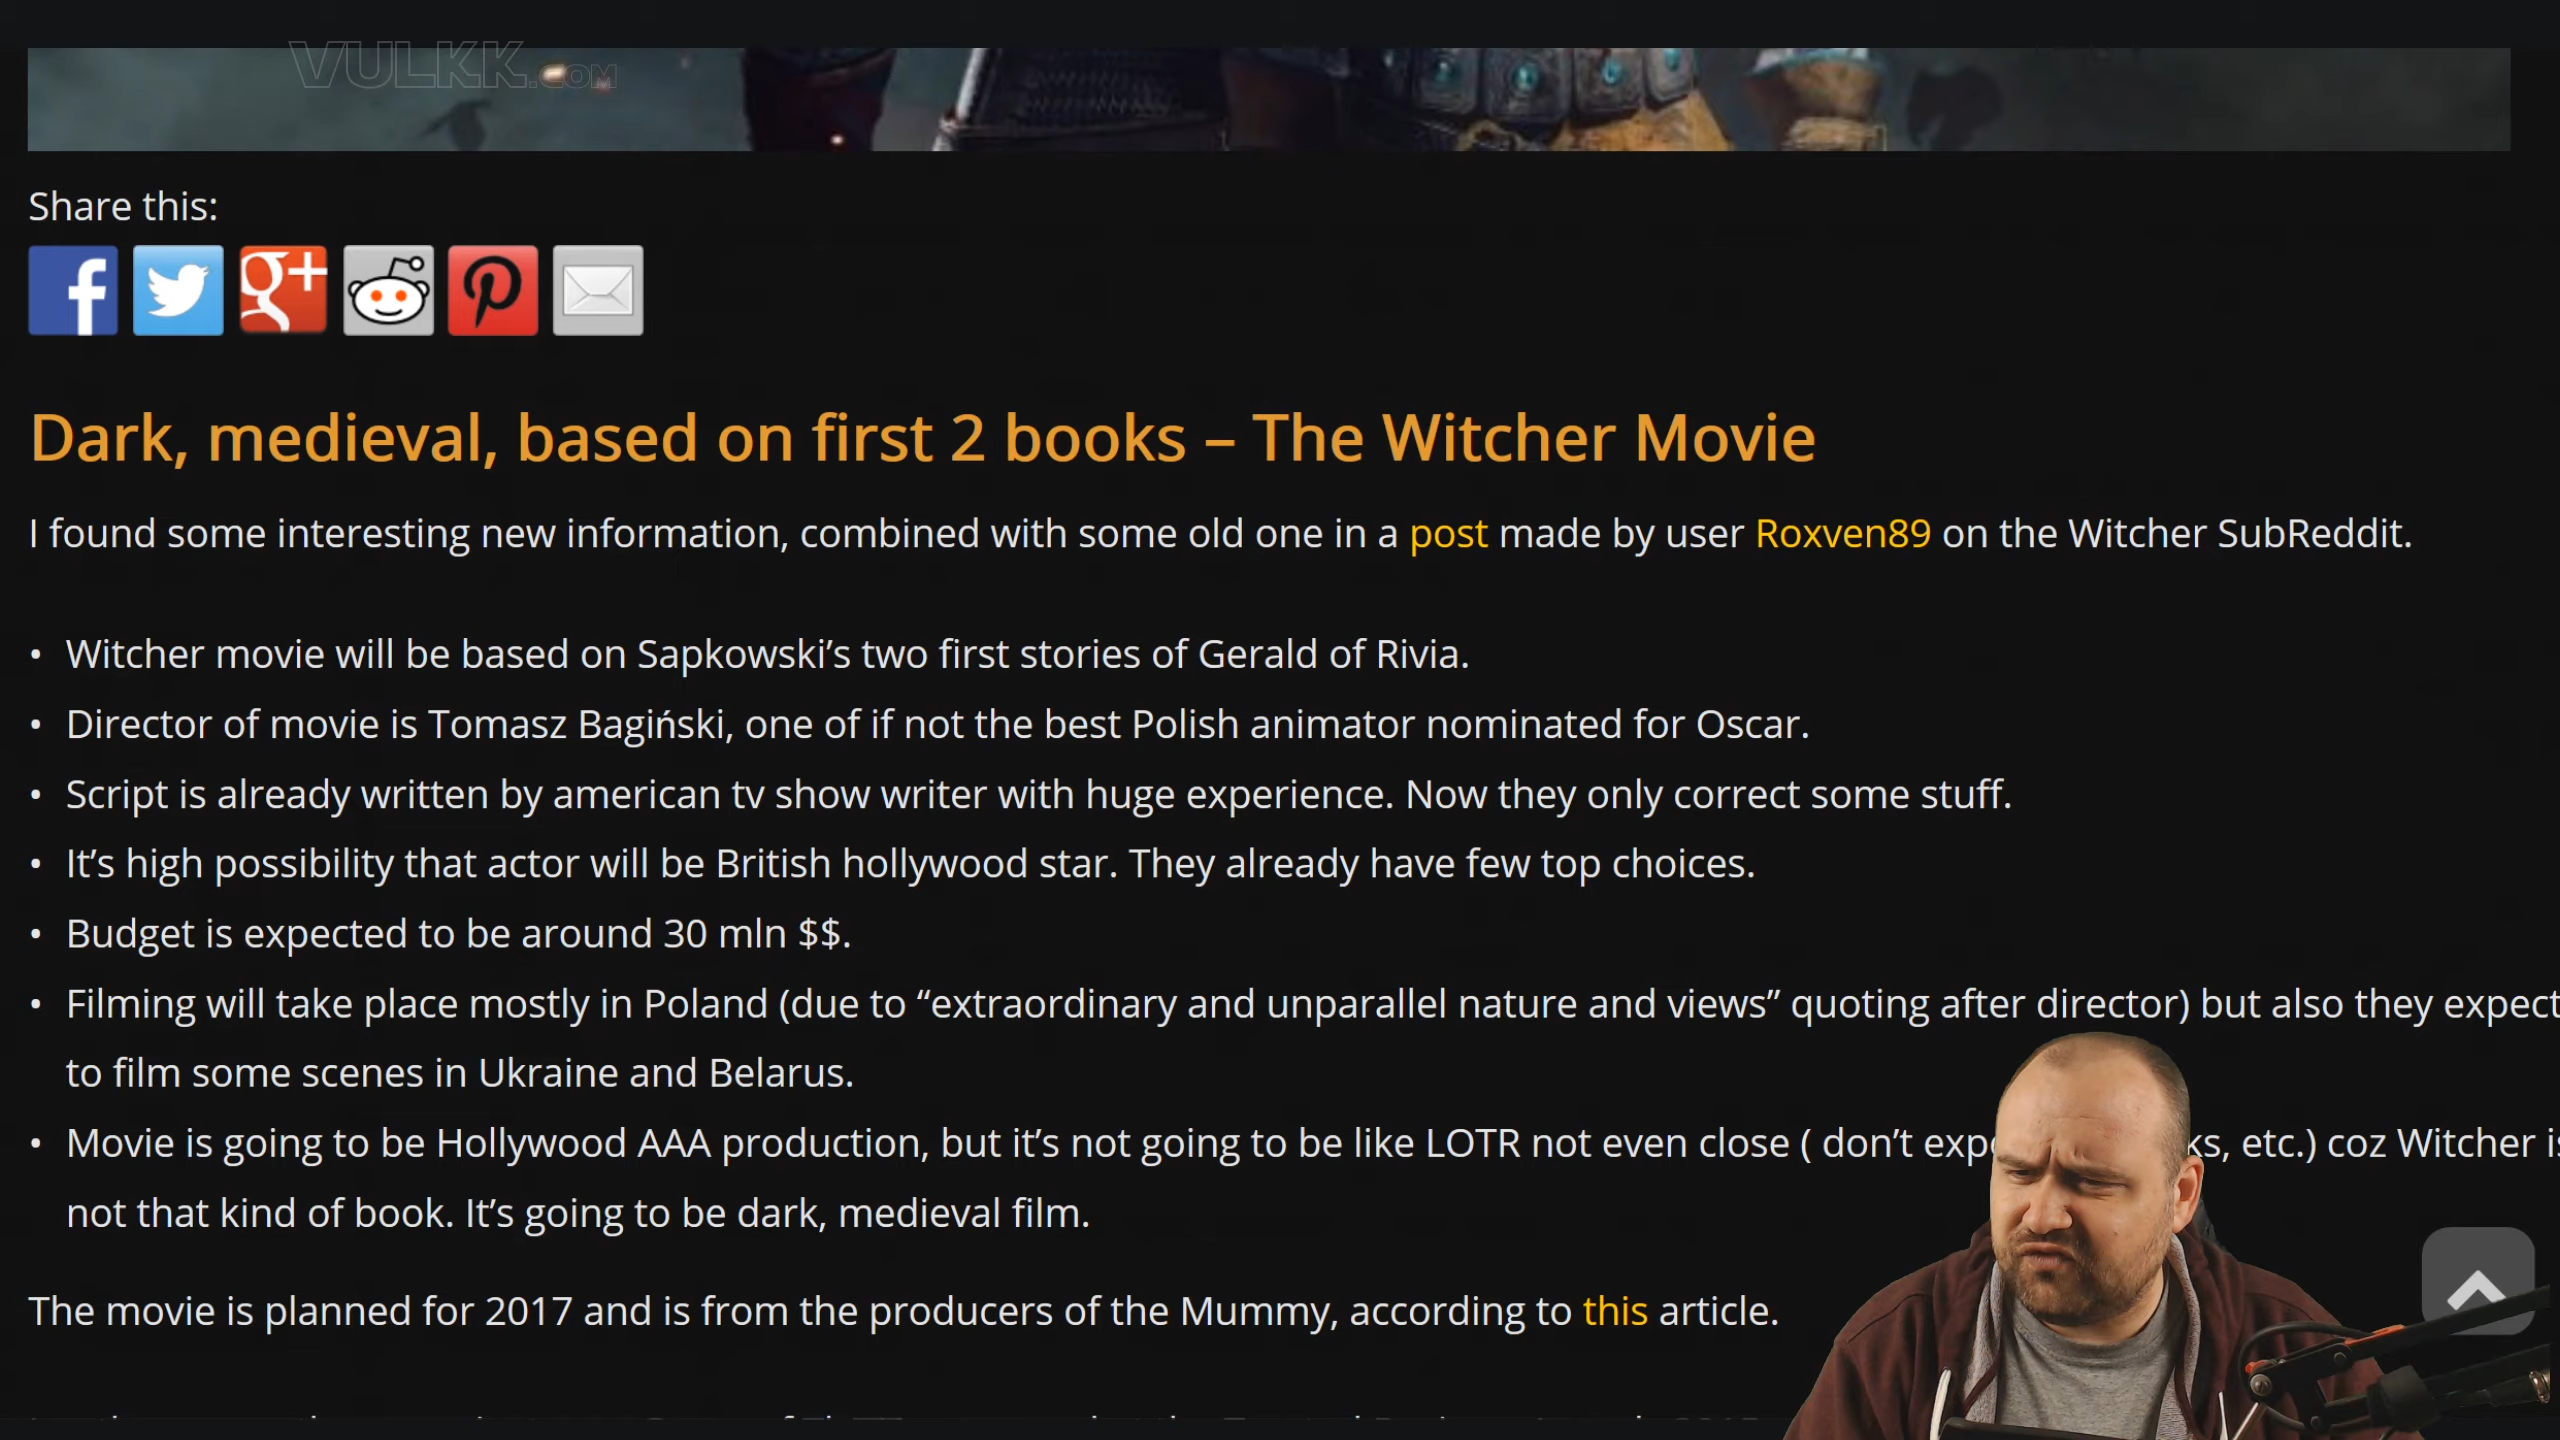 VULKK.COM
Share this:
f
g+
Dark, medieval, based on first 2 books – The Witcher Movie
I found some interesting new information, combined with some old one in a post made by user Roxven89 on the Witcher SubReddit.
• Witcher movie will be based on Sapkowski’s two first stories of Gerald of Rivia.
• Director of movie is Tomasz Bagiński, one of if not the best Polish animator nominated for Oscar.
• Script is already written by american tv show writer with huge experience. Now they only correct some stuff.
• It’s high possibility that actor will be British hollywood star. They already have few top choices.
• Budget is expected to be around 30 mln $$.
• Filming will take place mostly in Poland (due to “extraordinary and unparallel nature and views” quoting after director) but also they expect
to film some scenes in Ukraine and Belarus.
• Movie is going to be Hollywood AAA production, but it’s not going to be like LOTR not even close ( don’t etc.) coz Witcher
not that kind of book. It’s going to be dark, medieval film.
The movie is planned for 2017 and is from the producers of the Mummy, according to this article.